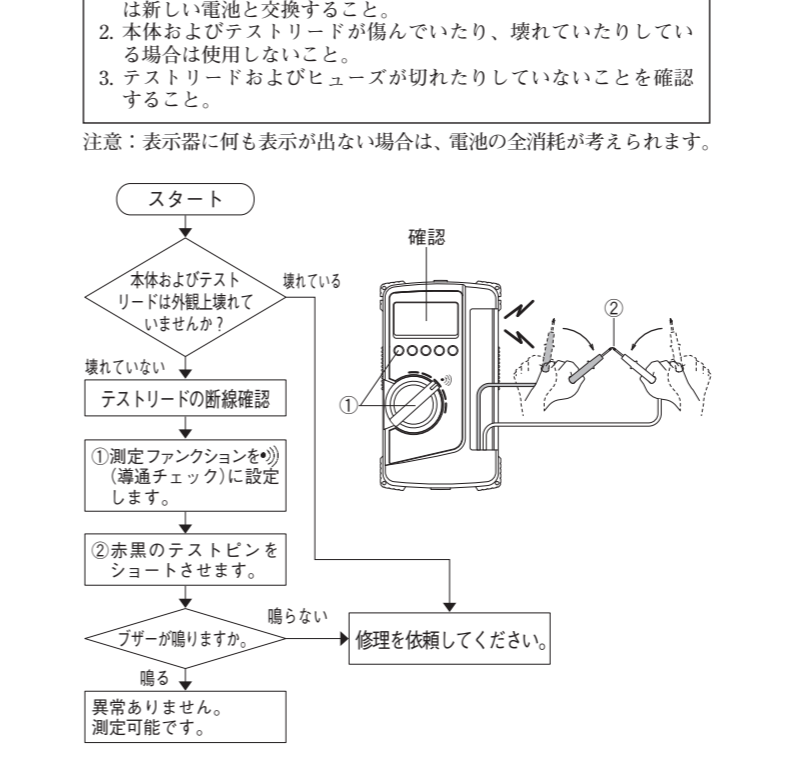 は新しい電池と交換すること。
2. 本体およびテストリードが傷んでいたり、壊れていたりしてい
る場合は使用しないこと。
3. テストリードおよびヒューズが切れたりしていないことを確認
すること。
注意：表示器に何も表示が出ない場合は、電池の全消耗が考えられます。
スタート
本体およびテスト
リードは外観上壊れて
いませんか？
壊れている
壊れていない
テストリードの断線確認
①測定ファンクションを•)))
（導通チェック）に設定
します。
②赤黒のテストピンを
ショートさせます。
ブザーが鳴りますか。
鳴らない
修理を依頼してください。
鳴る
異常ありません。
測定可能です。
確認
①
②